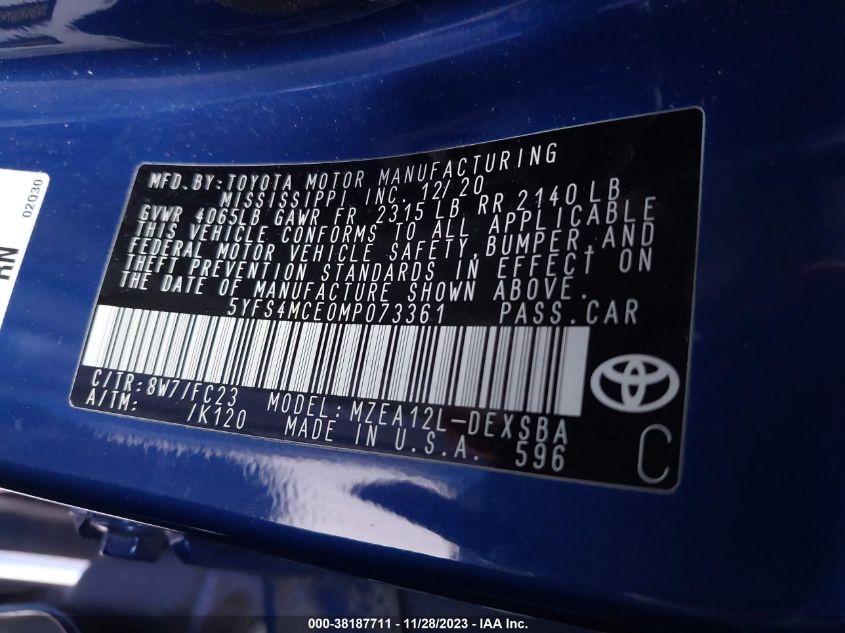 MFD. BY: TOYOTA MOTOR MANUFACTURING
MISSISSIPPI INC. 12/20
GVWR 4065LB GAWR FR 2315 LB RR 2140 LB
THIS VEHICLE CONFORMS TO ALL APPLICABLE
FEDERAL MOTOR VEHICLE SAFETY, BUMPER, AND
THEFT PREVENTION STANDARDS IN EFFECT ON
THE DATE OF MANUFACTURE SHOWN ABOVE.
5YFS4MCE0MP073361 PASS.CAR
C/TR: 8W7/FC23 MODEL: MZEA12L-DEXSBA
A/TM: /K120 MADE IN U.S.A. 596
C
02030
RN
000-38187711 - 11/28/2023 - IAA Inc.